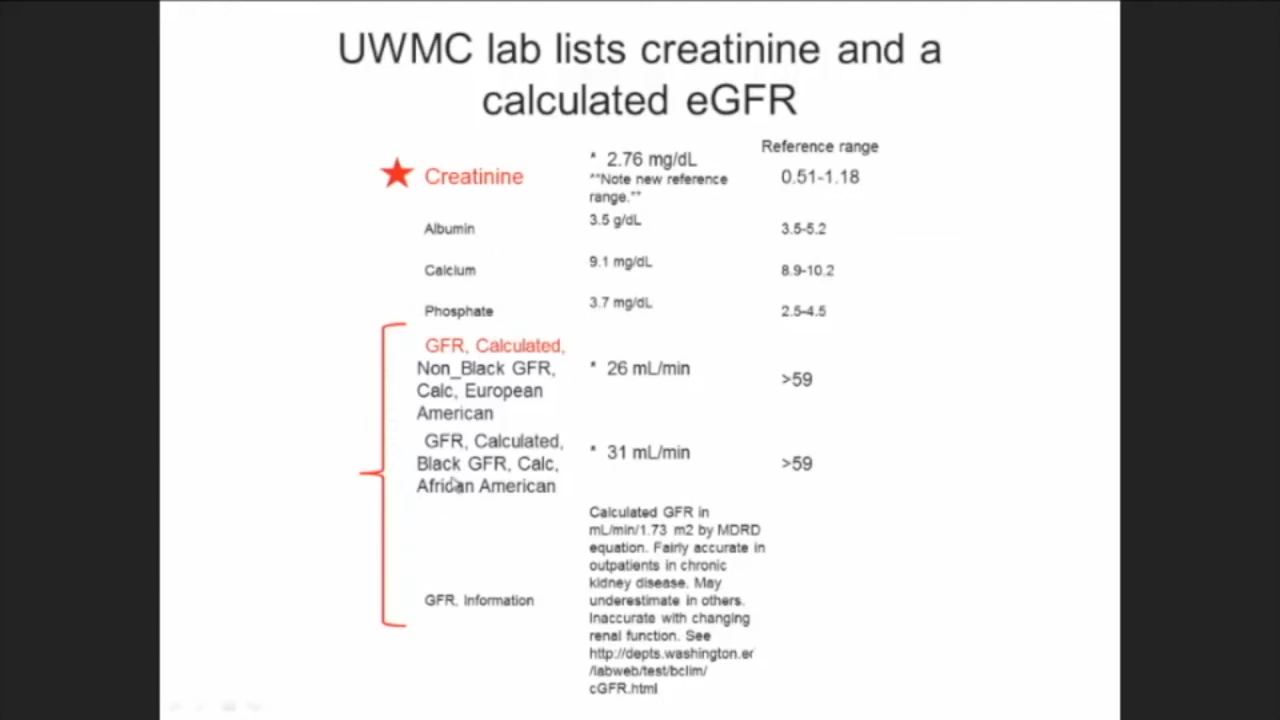 UWMC lab lists creatinine and a
calculated eGFR
Reference range
Creatinine
* 2.76 mg/dL
**Note new reference
range.**
0.51-1.18
Albumin
3.5 g/dL
3.5-5.2
Calcium
9.1 mg/dL
8.9-10.2
Phosphate
3.7 mg/dL
2.5-4.5
GFR, Calculated,
Non_Black GFR,
Calc, European
American
* 26 mL/min
>59
GFR, Calculated,
Black GFR, Calc,
African American
* 31 mL/min
>59
GFR, Information
Calculated GFR in
mL/min/1.73 m2 by MDRD
equation. Fairly accurate in
outpatients in chronic
kidney disease. May
underestimate in others.
Inaccurate with changing
renal function. See
http://depts.washington.er
/labweb/test/bclim/
cGFR.html